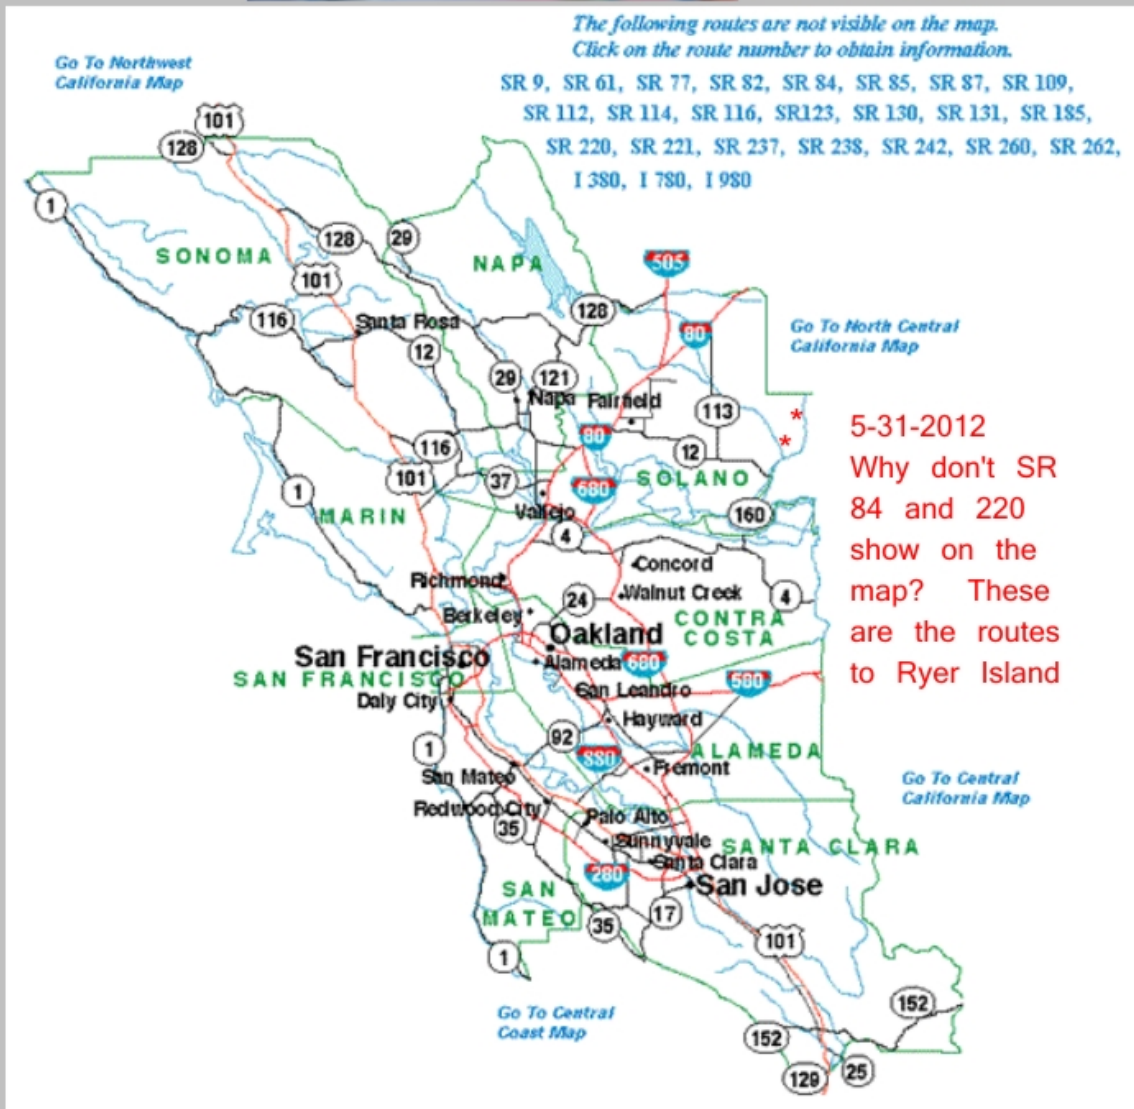 The following routes are not visible on the map.
Click on the route number to obtain information.
SR 9, SR 61, SR 77, SR 82, SR 84, SR 85, SR 87, SR 109,
SR 112, SR 114, SR 116, SR123, SR 130, SR 131, SR 185,
SR 220, SR 221, SR 237, SR 238, SR 242, SR 260, SR 262,
I 380, I 780, I 980
Go To Northwest
California Map
101
128
1
128
29
SONOMA
NAPA
505
101
128
116
Santa Rosa
80
Go To North Central
California Map
12
29
121
Napa
Fairfield
113
*
*
5-31-2012
Why don't SR
84 and 220
show on the
map? These
are the routes
to Ryer Island
116
80
12
101
37
680
SOLANO
1
MARIN
Vallejo
160
4
Concord
Richmond
Walnut Creek
24
4
Berkeley
CONTRA
COSTA
Oakland
San Francisco
Alameda
680
SAN FRANCISCO
580
San Leandro
Daly City
Hayward
92
1
880
ALAMEDA
Fremont
San Mateo
Go To Central
California Map
Redwood City
Palo Alto
35
Sunnyvale
SANTA CLARA
Santa Clara
280
San Jose
SAN
MATEO
17
35
101
1
Go To Central
Coast Map
152
152
129
25